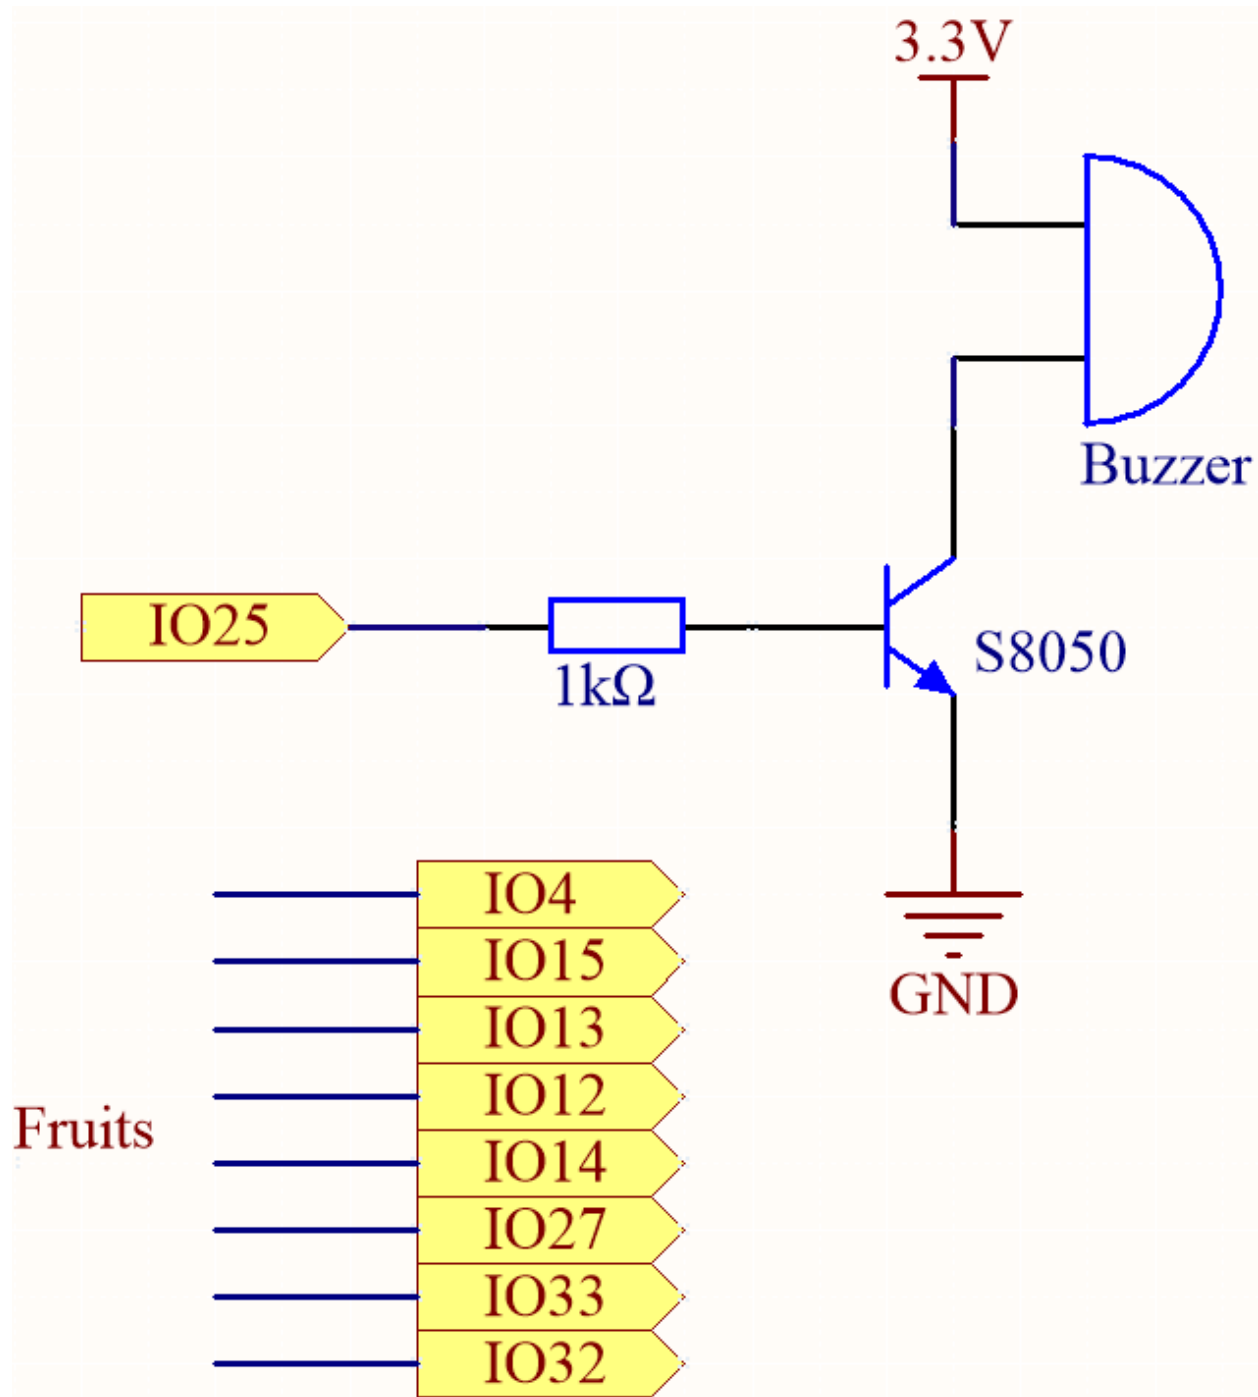 3.3V
Buzzer
IO25
1kΩ
S8050
GND
Fruits
IO4
IO15
IO13
IO12
IO14
IO27
IO33
IO32